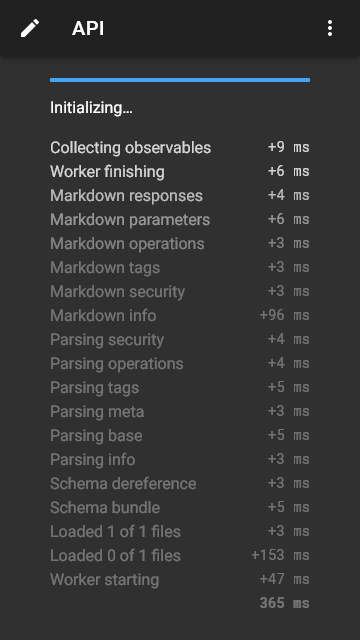 API
Initializing…
Collecting observables +9 ms
Worker finishing +6 ms
Markdown responses +4 ms
Markdown parameters +6 ms
Markdown operations +3 ms
Markdown tags +3 ms
Markdown security +3 ms
Markdown info +96 ms
Parsing security +4 ms
Parsing operations +4 ms
Parsing tags +5 ms
Parsing meta +3 ms
Parsing base +5 ms
Parsing info +3 ms
Schema dereference +3 ms
Schema bundle +5 ms
Loaded 1 of 1 files +3 ms
Loaded 0 of 1 files +153 ms
Worker starting +47 ms
365 ms